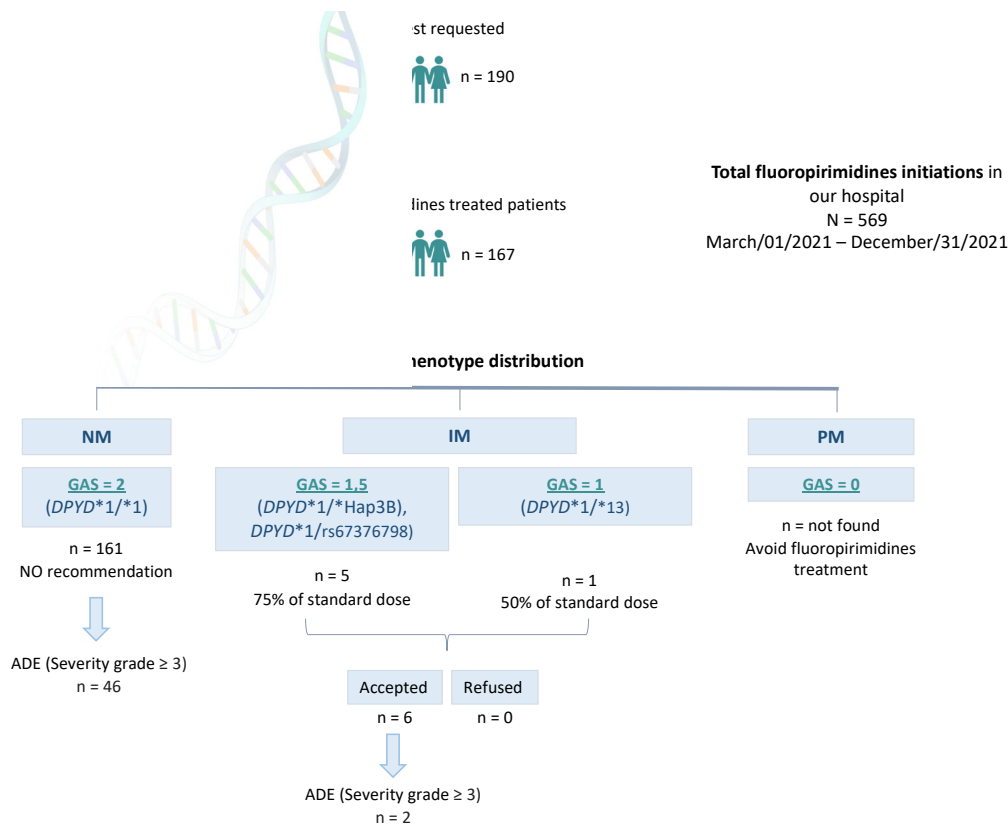 requested
n = 190
Total fluoropirimidines initiations in
our hospital
N = 569
March/01/2021 – December/31/2021
treated patients
n = 167
distribution
NM
IM
PM
GAS = 2
(DPYD*1/*1)
GAS = 1,5
(DPYD*1/*Hap3B),
DPYD*1/rs67376798)
GAS = 1
(DPYD*1/*13)
GAS = 0
n = 161
NO recommendation
n = 5
75% of standard dose
n = 1
50% of standard dose
n = not found
Avoid fluoropirimidines
treatment
ADE (Severity grade ≥ 3)
n = 46
Accepted
Refused
n = 6
n = 0
ADE (Severity grade ≥ 3)
n = 2